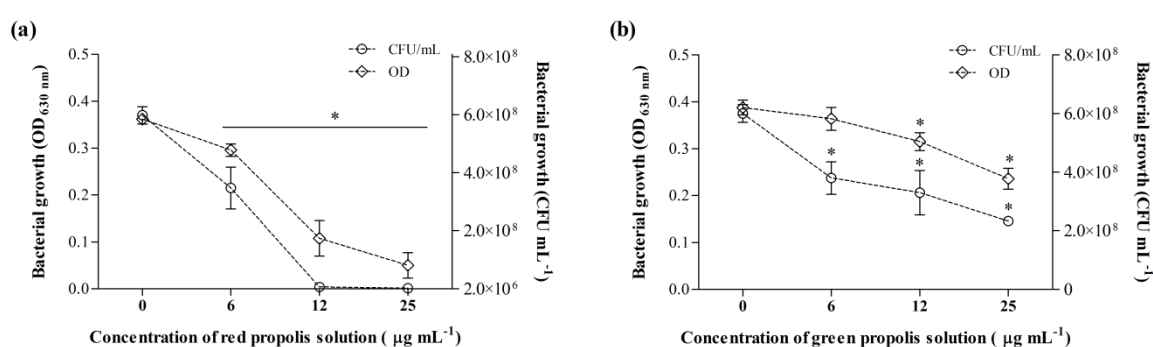 (a)
CFU/mL
OD
*
0.5
0.4
0.3
0.2
0.1
0.0
Bacterial growth (OD630 nm)
8.0×10⁸
6.0×10⁸
4.0×10⁸
2.0×10⁸
2.0×10⁶
Bacterial growth (CFU mL⁻¹)
0 6 12 25
Concentration of red propolis solution ( µg mL⁻¹)
(b)
CFU/mL
OD
0.5
0.4
0.3
0.2
0.1
0.0
Bacterial growth (OD630 nm)
* * * * *
8.0×10⁸
6.0×10⁸
4.0×10⁸
2.0×10⁸
0
Bacterial growth (CFU mL⁻¹)
0 6 12 25
Concentration of green propolis solution ( µg mL⁻¹)